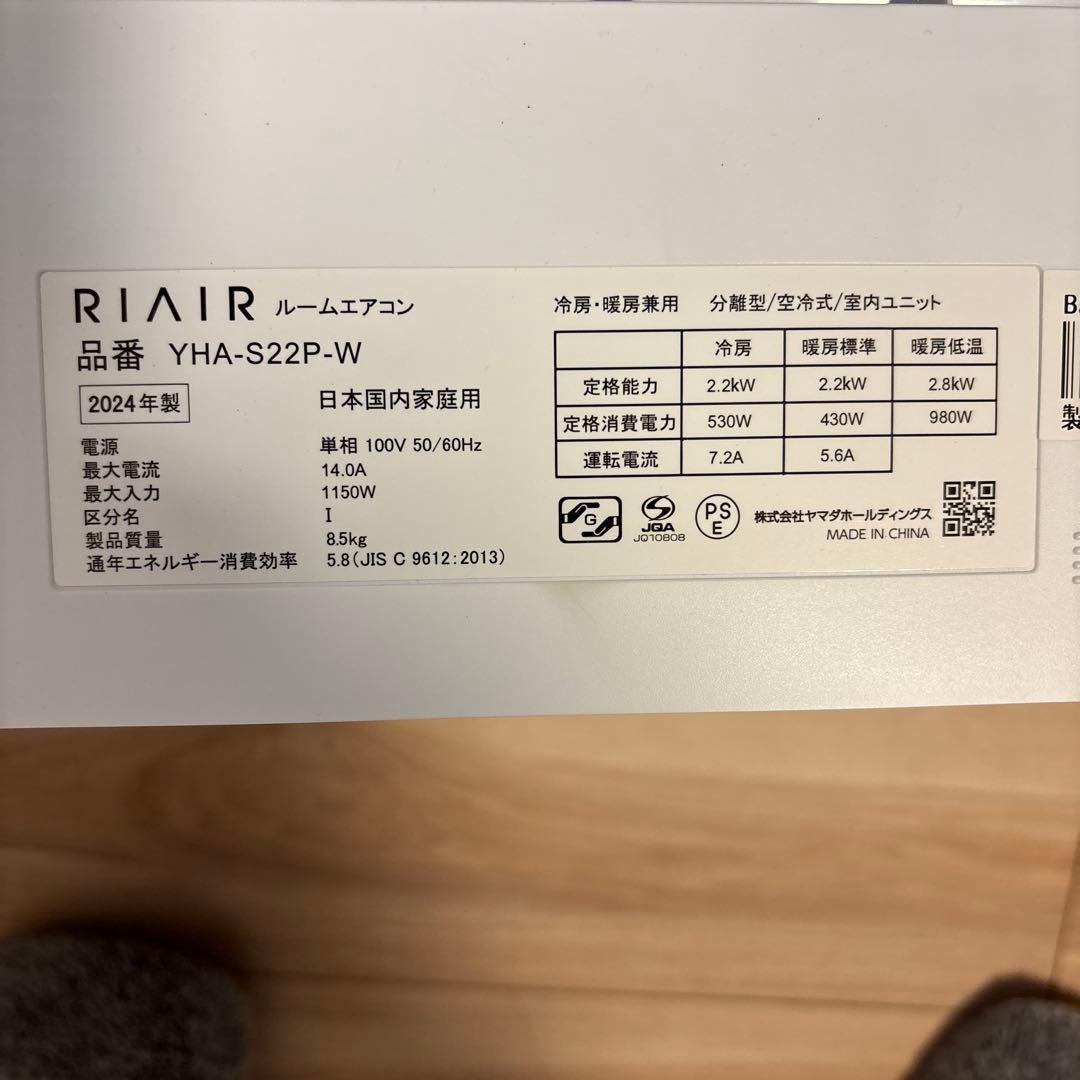 RIAIR ルームエアコン
品番 YHA-S22P-W
2024年製 日本国内家庭用
電源 単相 100V 50/60Hz
最大電流 14.0A
最大入力 1150W
区分名 I
製品質量 8.5kg
通年エネルギー消費効率 5.8(JIS C 9612:2013)
冷房・暖房兼用 分離型/空冷式/室内ユニット
冷房 暖房標準 暖房低温
定格能力 2.2kW 2.2kW 2.8kW
定格消費電力 530W 430W 980W
運転電流 7.2A 5.6A
G JQA PS E 株式会社ヤマダホールディングス
JQ10808 MADE IN CHINA
B
製